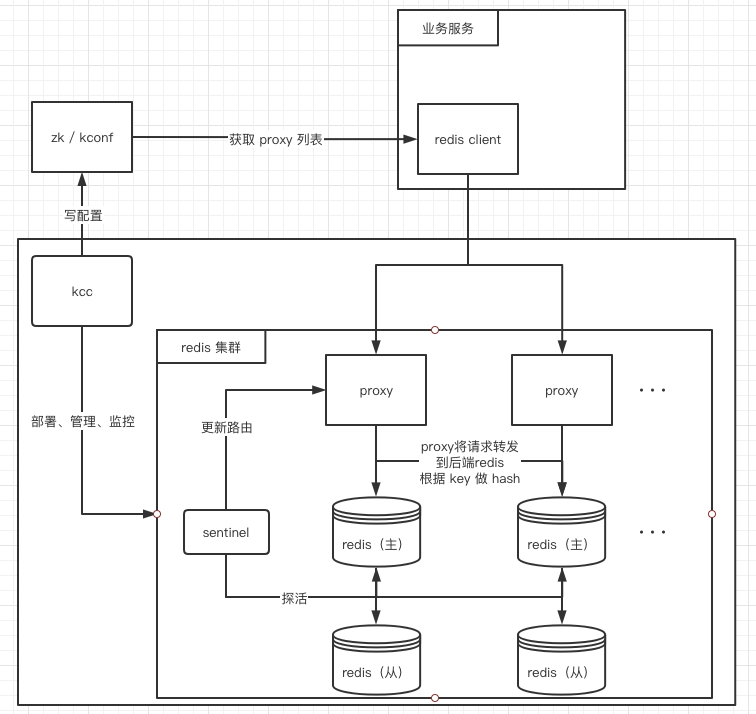 业务服务
zk / kconf
获取 proxy 列表
redis client
写配置
kcc
redis 集群
proxy
proxy
• • •
部署、管理、监控
更新路由
proxy将请求转发
到后端redis
根据 key 做 hash
sentinel
redis（主）
redis（主）
• • •
探活
redis（从）
redis（从）